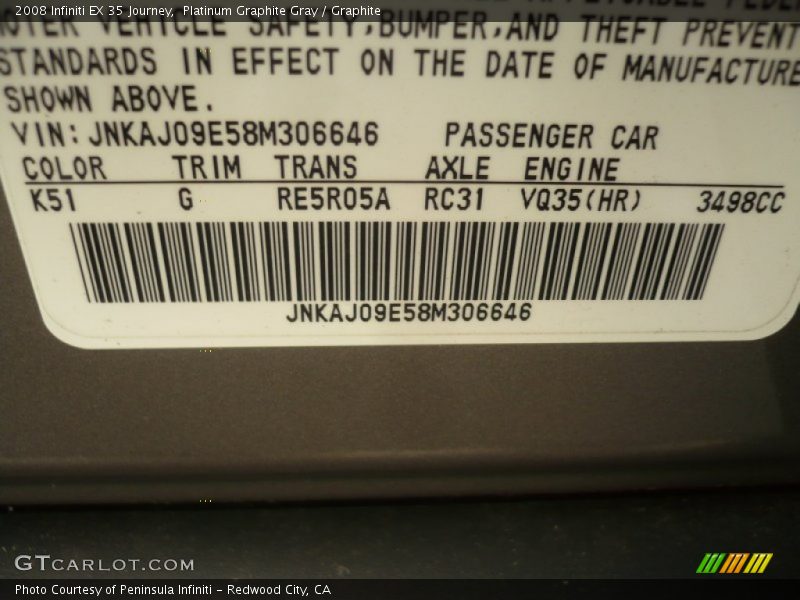 2008 Infiniti EX 35 Journey, Platinum Graphite Gray / Graphite
VEHICLE SAFETY, BUMPER, AND THEFT PREVENT
STANDARDS IN EFFECT ON THE DATE OF MANUFACTURE
SHOWN ABOVE.
VIN: JNKAJ09E58M306646 PASSENGER CAR
COLOR TRIM TRANS AXLE ENGINE
K51 G RE5R05A RC31 VQ35(HR) 3498CC
JNKAJ09E58M306646
GTCARLOT.COM
Photo Courtesy of Peninsula Infiniti - Redwood City, CA